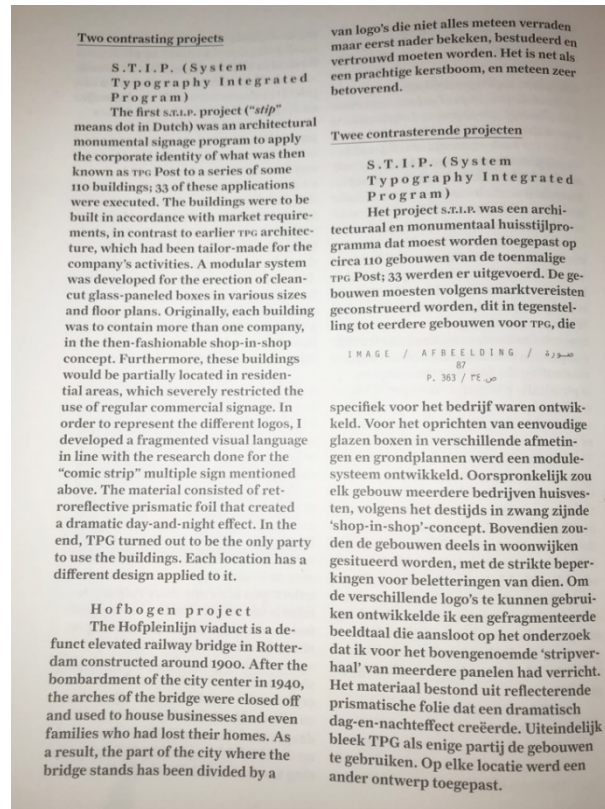 Two contrasting projects
S.T.I.P. (System
Typography Integrated
Program)
The first S.T.I.P. project (“stip”
means dot in Dutch) was an architectural
monumental signage program to apply
the corporate identity of what was then
known as TPG Post to a series of some
110 buildings; 33 of these applications
were executed. The buildings were to be
built in accordance with market require-
ments, in contrast to earlier TPG architec-
ture, which had been tailor-made for the
company’s activities. A modular system
was developed for the erection of clean-
cut glass-paneled boxes in various sizes
and floor plans. Originally, each building
was to contain more than one company,
in the then-fashionable shop-in-shop
concept. Furthermore, these buildings
would be partially located in residen-
tial areas, which severely restricted the
use of regular commercial signage. In
order to represent the different logos, I
developed a fragmented visual language
in line with the research done for the
“comic strip” multiple sign mentioned
above. The material consisted of ret-
roreflective prismatic foil that created
a dramatic day-and-night effect. In the
end, TPG turned out to be the only party
to use the buildings. Each location has a
different design applied to it.
Hofbogen project
The Hofpleinlijn viaduct is a de-
funct elevated railway bridge in Rotter-
dam constructed around 1900. After the
bombardment of the city center in 1940,
the arches of the bridge were closed off
and used to house businesses and even
families who had lost their homes. As
a result, the part of the city where the
bridge stands has been divided by a
van logo’s die niet alles meteen verraden
maar eerst nader bekeken, bestudeerd en
vertrouwd moeten worden. Het is net als
een prachtige kerstboom, en meteen zeer
betoverend.
Twee contrasterende projecten
S.T.I.P. (System
Typography Integrated
Program)
Het project S.T.I.P. was een archi-
tecturaal en monumentaal huisstijlpro-
gramma dat moest worden toegepast op
circa 110 gebouwen van de toenmalige
TPG Post; 33 werden er uitgevoerd. De ge-
bouwen moesten volgens marktvereisten
geconstrueerd worden, dit in tegenstel-
ling tot eerdere gebouwen voor TPG, die
IMAGE / AFBEELDING / صورة
87
P. 363 / ص. ٣٤
specifiek voor het bedrijf waren ontwik-
keld. Voor het oprichten van eenvoudige
glazen boxen in verschillende afmetin-
gen en grondplannen werd een module-
systeem ontwikkeld. Oorspronkelijk zou
elk gebouw meerdere bedrijven huisves-
ten, volgens het destijds in zwang zijnde
‘shop-in-shop’-concept. Bovendien zou-
den de gebouwen deels in woonwijken
gesitueerd worden, met de strikte beper-
kingen voor beletteringen van dien. Om
de verschillende logo’s te kunnen gebrui-
ken ontwikkelde ik een gefragmenteerde
beeldtaal die aansloot op het onderzoek
dat ik voor het bovengenoemde ‘stripver-
haal’ van meerdere panelen had verricht.
Het materiaal bestond uit reflecterende
prismatische folie dat een dramatisch
dag-en-nachteffect creëerde. Uiteindelijk
bleek TPG als enige partij de gebouwen
te gebruiken. Op elke locatie werd een
ander ontwerp toegepast.